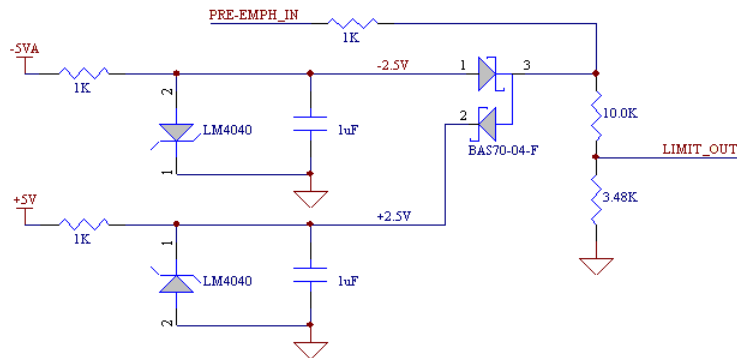 PRE-EMPH_IN
1K
-5VA
1K
-2.5V
1
3
2
2
LM4040
1uF
10.0K
BAS70-04-F
LIMIT_OUT
1
3.48K
+5V
1K
+2.5V
1
LM4040
1uF
2